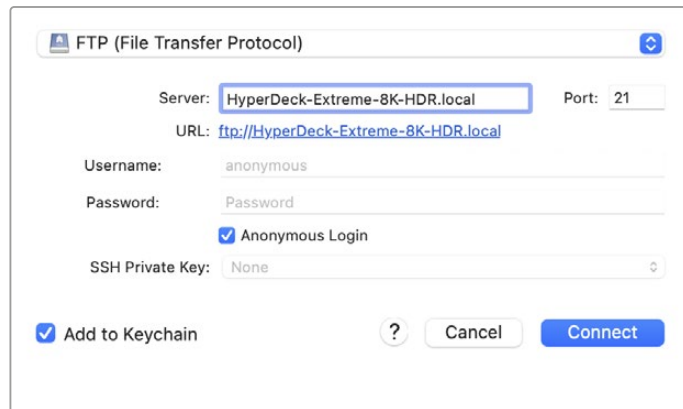 FTP (File Transfer Protocol)
Server: HyperDeck-Extreme-8K-HDR.local Port: 21
URL: ftp://HyperDeck-Extreme-8K-HDR.local
Username: anonymous
Password: Password
Anonymous Login
SSH Private Key: None
Add to Keychain ? Cancel Connect